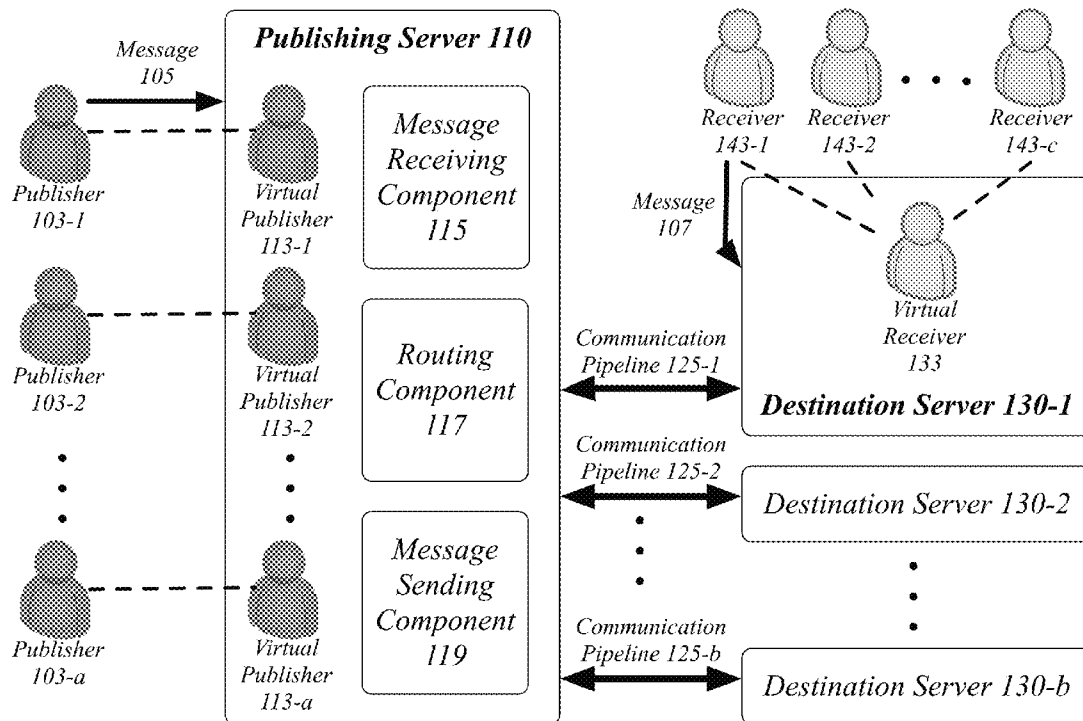 Message
105
Publisher
103-1
Publisher
103-2
Publisher
103-a
Publishing Server 110
Virtual
Publisher
113-1
Virtual
Publisher
113-2
Virtual
Publisher
113-a
Message
Receiving
Component
115
Routing
Component
117
Message
Sending
Component
119
Communication
Pipeline 125-1
Communication
Pipeline 125-2
Communication
Pipeline 125-b
Receiver
143-1
Receiver
143-2
Receiver
143-c
Message
107
Virtual
Receiver
133
Destination Server 130-1
Destination Server 130-2
Destination Server 130-b